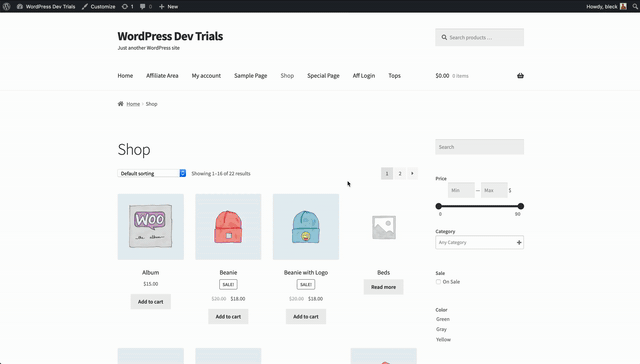 WordPress Dev Trials Customize 1 0 New Howdy, bleck
WordPress Dev Trials
Just another WordPress site
Search products …
Home Affiliate Area My account Sample Page Shop Special Page Aff Login Tops
$0.00 0 items
Home Shop
Shop
Search
Default sorting Showing 1–16 of 22 results 1 2
Price
Min — Max $
0 90
Category
Any Category
WOO
the album
Album
$15.00
Add to cart
Beanie
SALE!
$20.00 $18.00
Add to cart
Beanie with Logo
SALE!
$20.00 $18.00
Add to cart
Beds
Read more
Sale
On Sale
Color
Green
Gray
Yellow